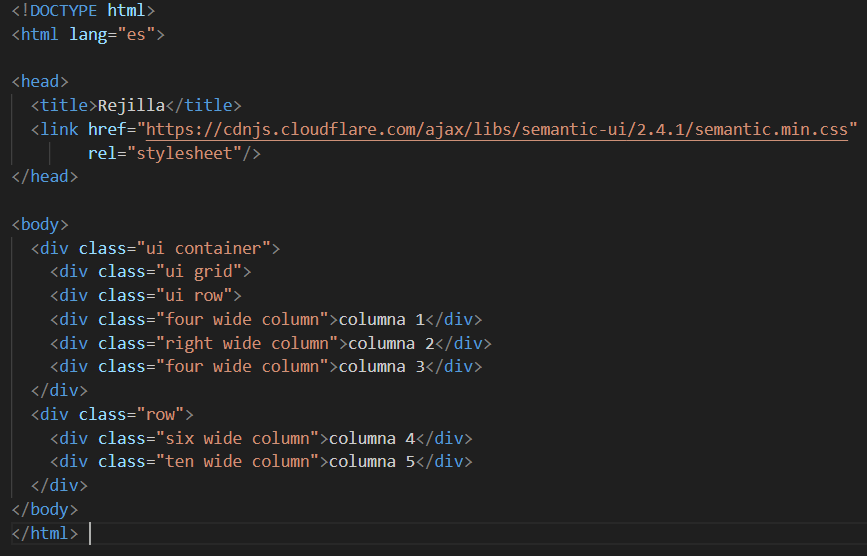 <!DOCTYPE html>
<html lang="es">
<head>
<title>Rejilla</title>
<link href="https://cdnjs.cloudflare.com/ajax/libs/semantic-ui/2.4.1/semantic.min.css"
rel="stylesheet"/>
</head>
<body>
<div class="ui container">
<div class="ui grid">
<div class="ui row">
<div class="four wide column">columna 1</div>
<div class="right wide column">columna 2</div>
<div class="four wide column">columna 3</div>
</div>
<div class="row">
<div class="six wide column">columna 4</div>
<div class="ten wide column">columna 5</div>
</div>
</body>
</html>